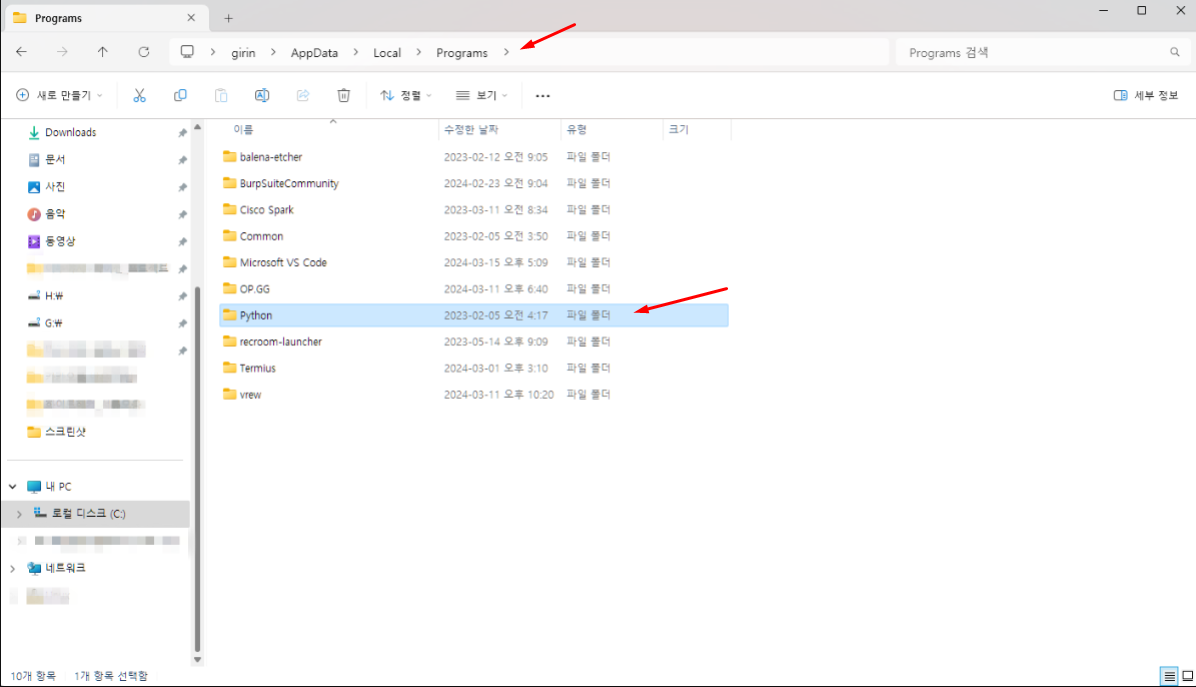 Programs
girin > AppData > Local > Programs >
Programs 검색
새로 만들기
정렬
보기
세부 정보
Downloads
문서
사진
음악
동영상
H:₩
G:₩
스크린샷
내 PC
로컬 디스크 (C:)
네트워크
이름 수정한 날짜 유형 크기
balena-etcher 2023-02-12 오전 9:05 파일 폴더
BurpSuiteCommunity 2024-02-23 오전 9:04 파일 폴더
Cisco Spark 2023-03-11 오전 8:34 파일 폴더
Common 2023-02-05 오전 3:50 파일 폴더
Microsoft VS Code 2024-03-15 오후 5:09 파일 폴더
OP.GG 2024-03-11 오후 6:40 파일 폴더
Python 2023-02-05 오전 4:17 파일 폴더
recroom-launcher 2023-05-14 오후 9:09 파일 폴더
Termius 2024-03-01 오후 3:10 파일 폴더
vrew 2024-03-11 오후 10:20 파일 폴더
10개 항목 1개 항목 선택함